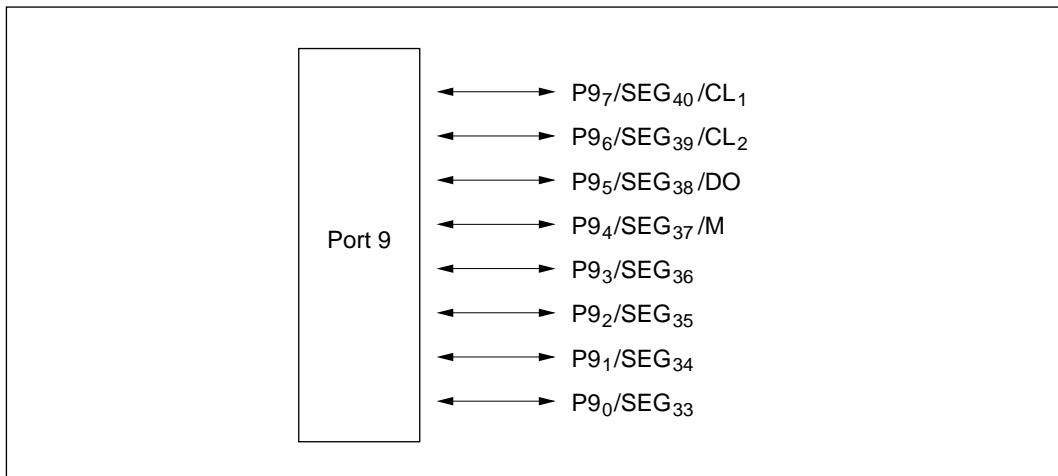 Port 9
P9₇/SEG₄₀/CL₁
P9₆/SEG₃₉/CL₂
P9₅/SEG₃₈/DO
P9₄/SEG₃₇/M
P9₃/SEG₃₆
P9₂/SEG₃₅
P9₁/SEG₃₄
P9₀/SEG₃₃